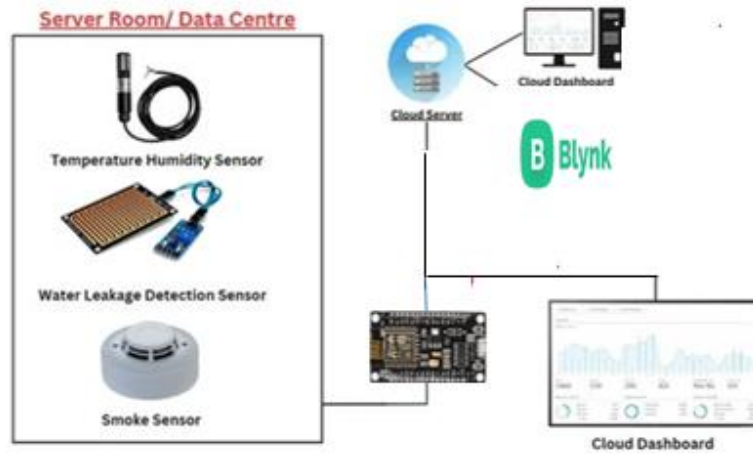 Server Room/ Data Centre
Temperature Humidity Sensor
Water Leakage Detection Sensor
Smoke Sensor
Cloud Server
Cloud Dashboard
B Blynk
Cloud Dashboard